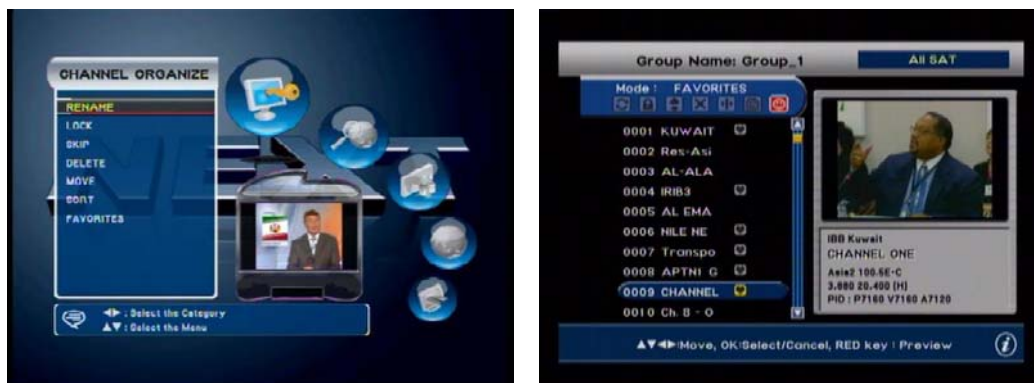 CHANNEL ORGANIZE
RENAME
LOCK
SKIP
DELETE
MOVE
SORT
FAVORITES
◀▶ : Select the Category
▲▼ : Select the Menu
Group Name: Group_1
All SAT
Mode : FAVORITES
0001 KUWAIT
0002 Res-Asi
0003 AL-ALA
0004 IRIB3
0005 AL EMA
0006 NILE NE
0007 Transpo
0008 APTNI G
0009 CHANNEL
0010 Ch. 8 - O
IBB Kuwait
CHANNEL ONE
Asia2 100.5E-C
3.880 20.400 (H)
PID : P7160 V7160 A7120
▲▼◀▶:Move, OK:Select/Cancel, RED key : Preview